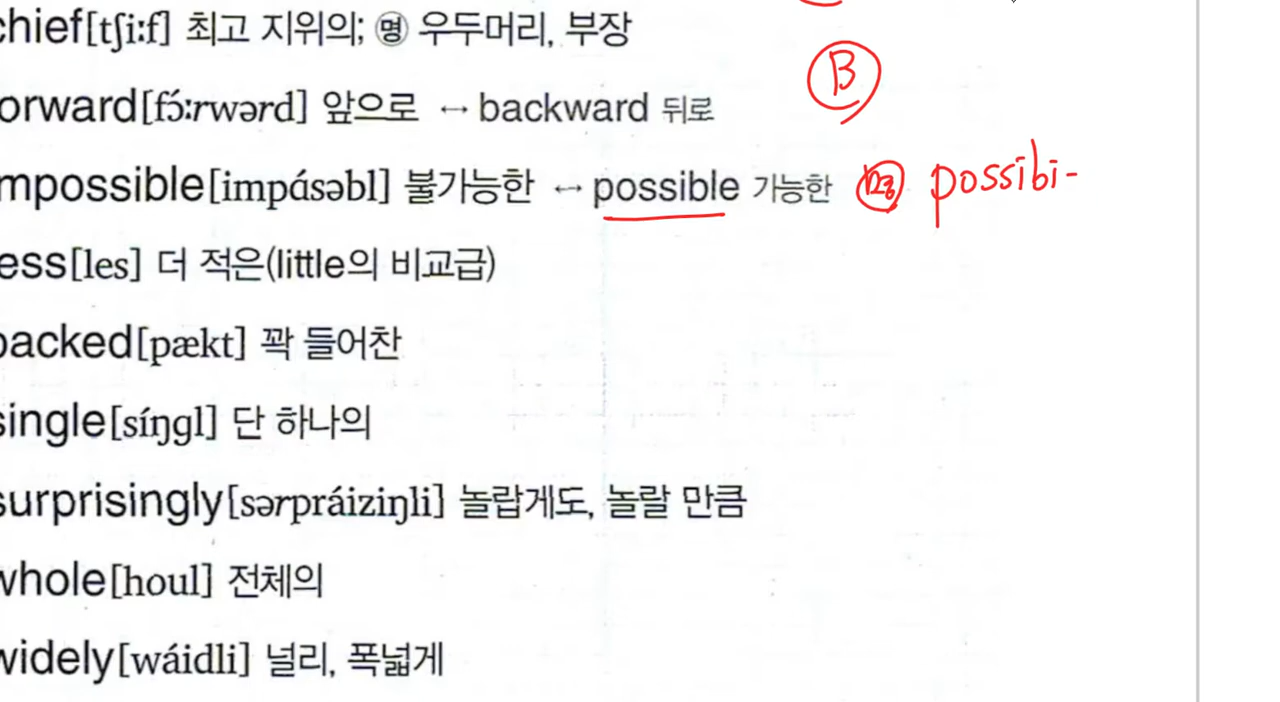 chief[tʃiːf] 최고 지위의; 명 우두머리, 부장
B
orward[fɔ́ːrwərd] 앞으로 ↔ backward 뒤로
mpossible[impásəbl] 불가능한 ↔ possible 가능한 명 possibi-
ess[les] 더 적은(little의 비교급)
packed[pækt] 꽉 들어찬
single[síŋgl] 단 하나의
surprisingly[sərpráiziŋli] 놀랍게도, 놀랄 만큼
whole[houl] 전체의
widely[wáidli] 널리, 폭넓게